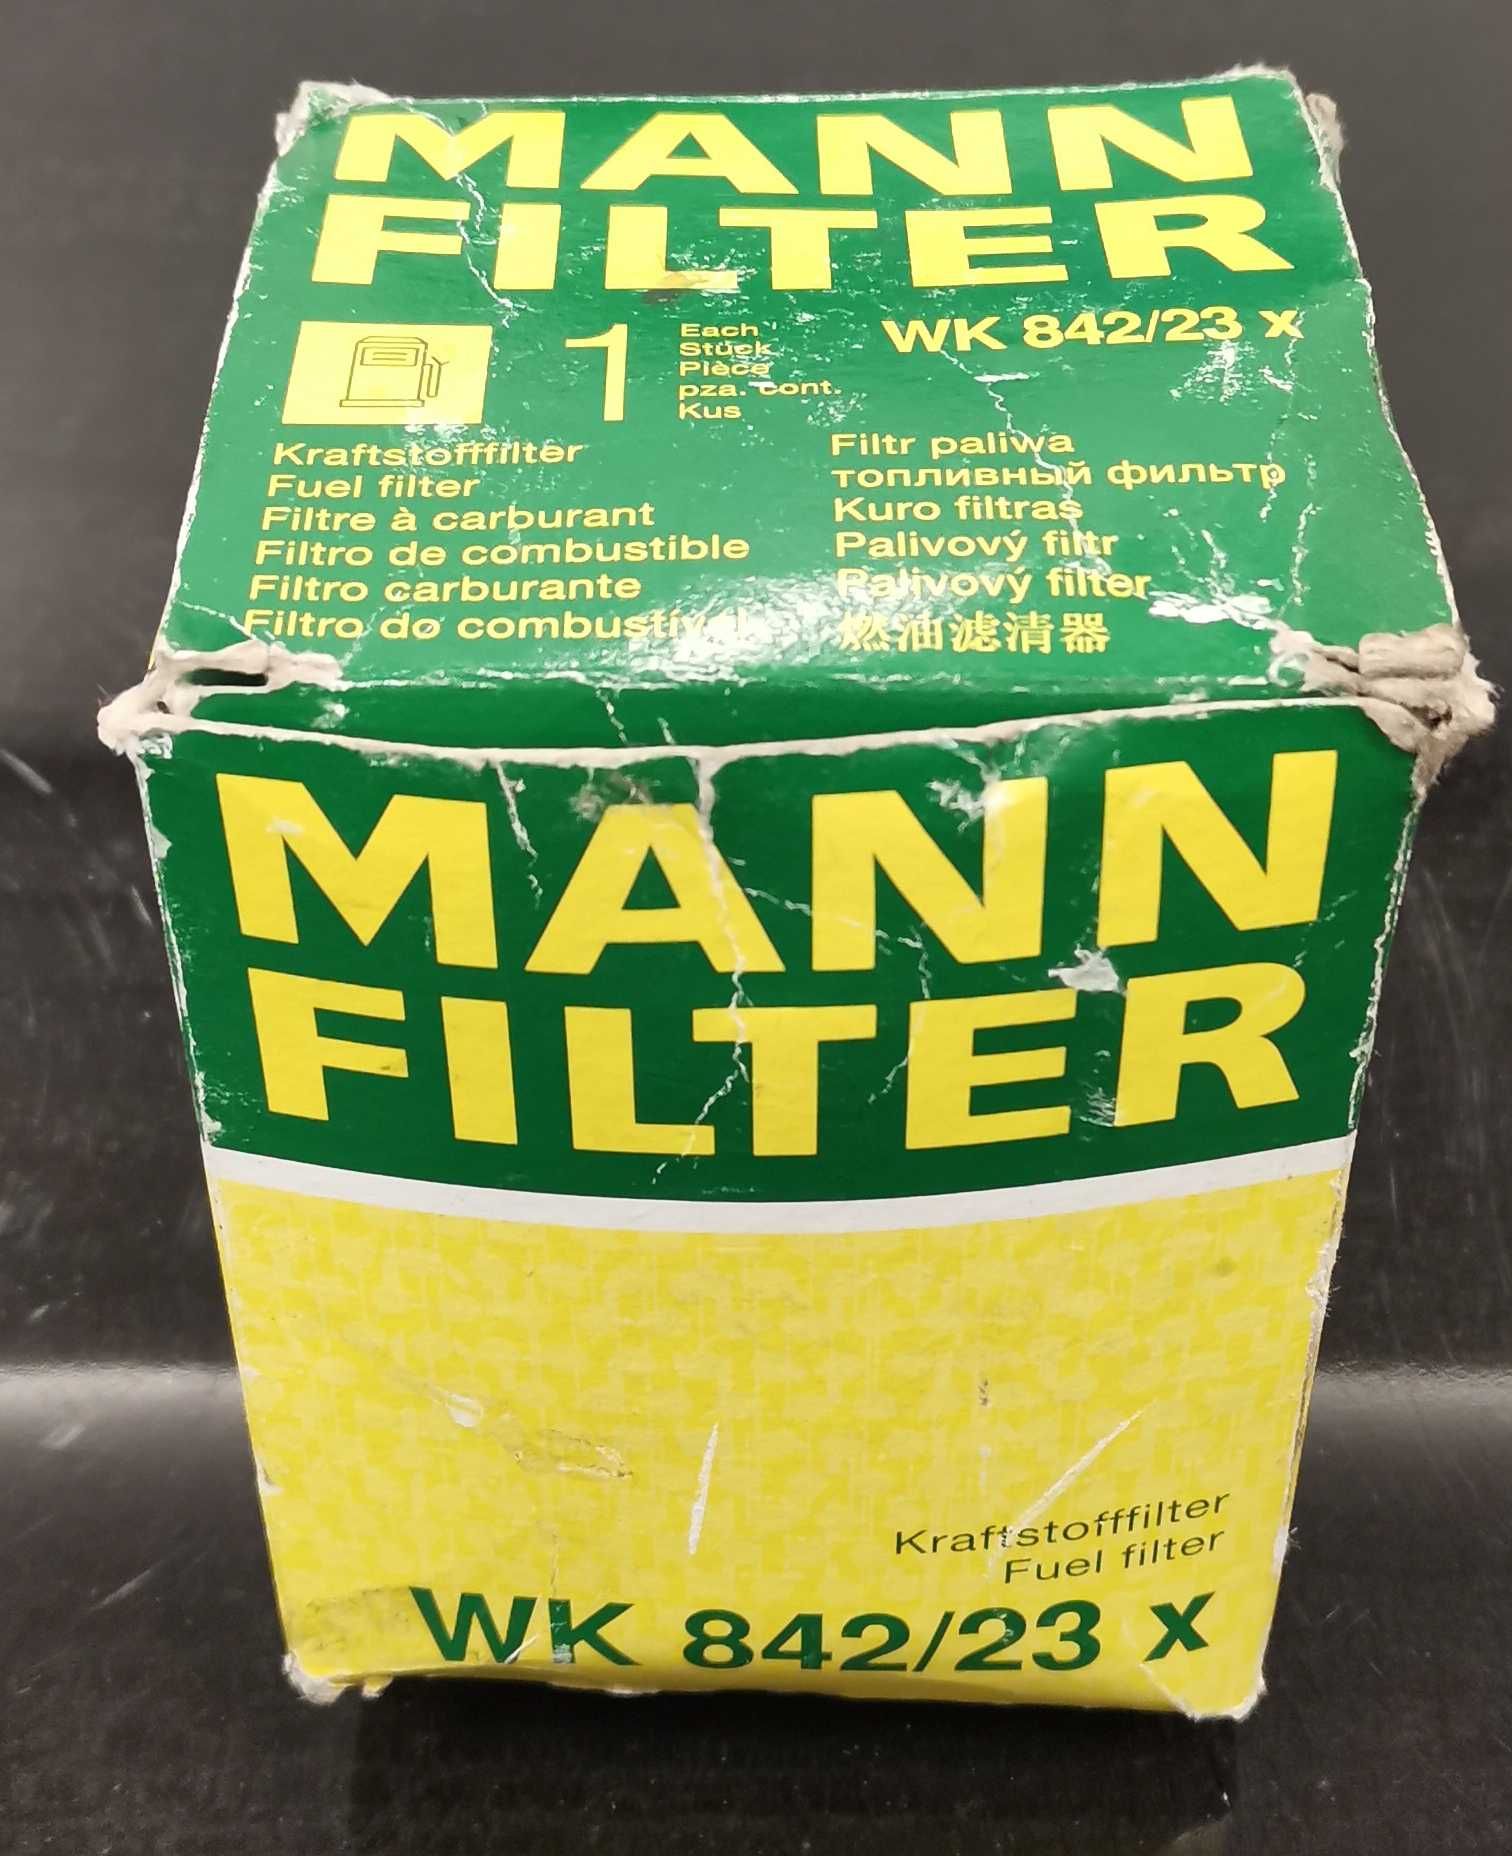 MANN
FILTER
1
Each
Stück
Pièce
pza. cont.
Kus
WK 842/23 x
Kraftstofffilter
Fuel filter
Filtre à carburant
Filtro de combustible
Filtro carburante
Filtro do combustível
Filtr paliwa
топливный фильтр
Kuro filtras
Palivový filtr
Palivový filter
燃油滤清器
MANN
FILTER
Kraftstofffilter
Fuel filter
WK 842/23 x